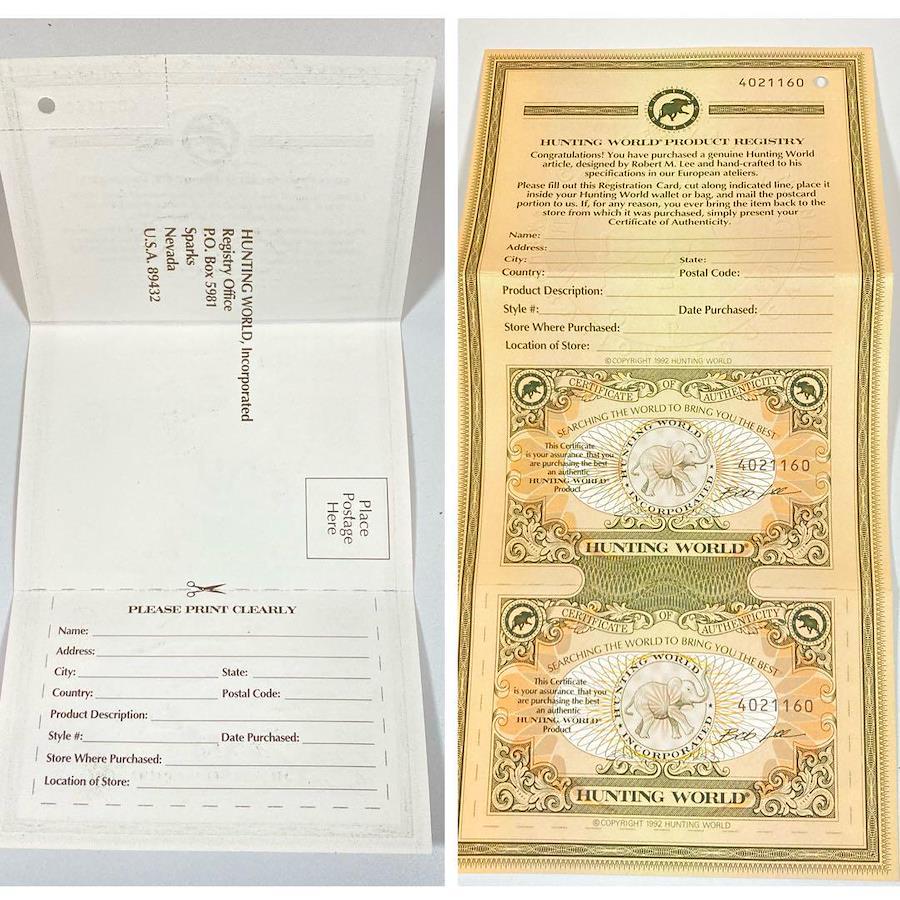 HUNTING WORLD, Incorporated
Registry Office
P.O. Box 5981
Sparks
Nevada
U.S.A. 89432
Place
Postage
Here
PLEASE PRINT CLEARLY
Name:
Address:
City: State:
Country: Postal Code:
Product Description:
Style #: Date Purchased:
Store Where Purchased:
Location of Store:
4021160
HUNTING WORLD
HUNTING WORLD® PRODUCT REGISTRY
Congratulations! You have purchased a genuine Hunting World
article, designed by Robert M. Lee and hand-crafted to his
specifications in our European ateliers.
Please fill out this Registration Card, cut along indicated line, place it
inside your Hunting World wallet or bag, and mail the postcard
portion to us. If, for any reason, you ever bring the item back to the
store from which it was purchased, simply present your
Certificate of Authenticity.
Name:
Address:
City: State:
Country: Postal Code:
Product Description:
Style #: Date Purchased:
Store Where Purchased:
Location of Store:
©COPYRIGHT 1992 HUNTING WORLD
CERTIFICATE OF AUTHENTICITY
SEARCHING THE WORLD TO BRING YOU THE BEST
This Certificate
is your assurance that you
are purchasing the best
an authentic
HUNTING WORLD®
Product
HUNTING WORLD
INCORPORATED
4021160
Bob Lee
HUNTING WORLD®
CERTIFICATE OF AUTHENTICITY
SEARCHING THE WORLD TO BRING YOU THE BEST
This Certificate
is your assurance that you
are purchasing the best
an authentic
HUNTING WORLD®
Product
HUNTING WORLD
INCORPORATED
4021160
Bob Lee
HUNTING WORLD®
©COPYRIGHT 1992 HUNTING WORLD